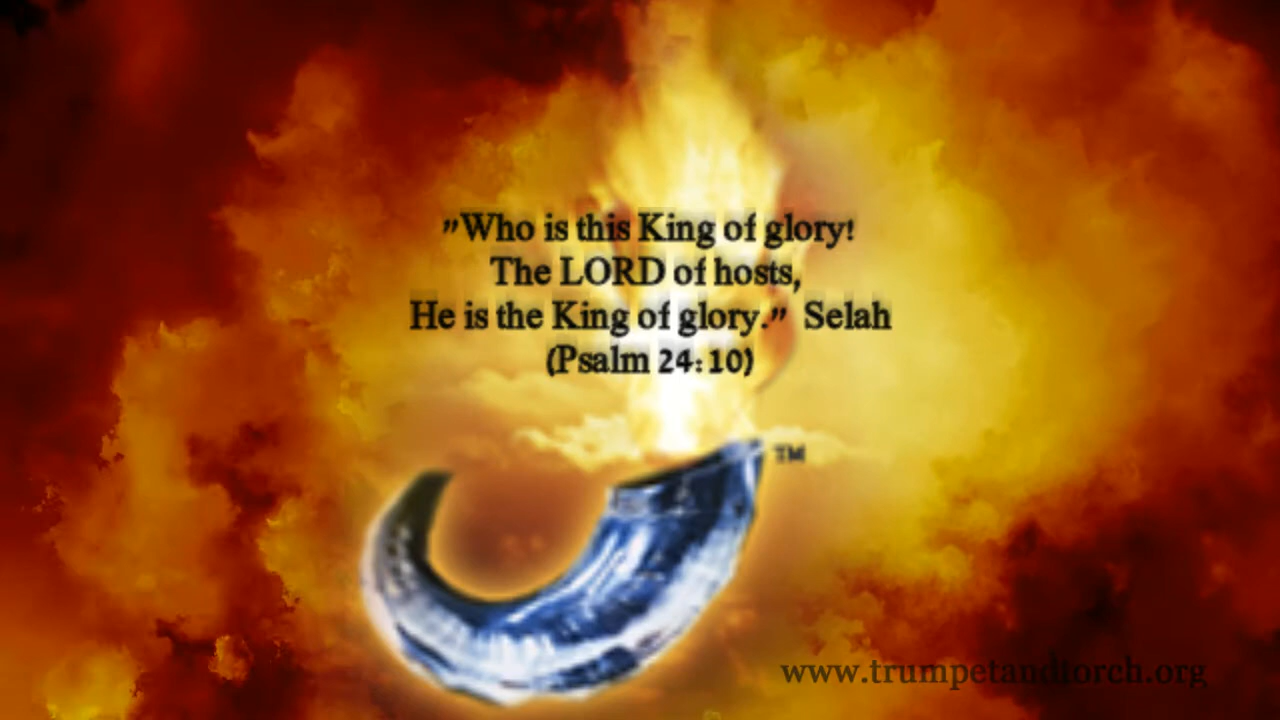 "Who is this King of glory!
The LORD of hosts,
He is the King of glory."  Selah
(Psalm 24:10)
TM
www.trumpetandtorch.org